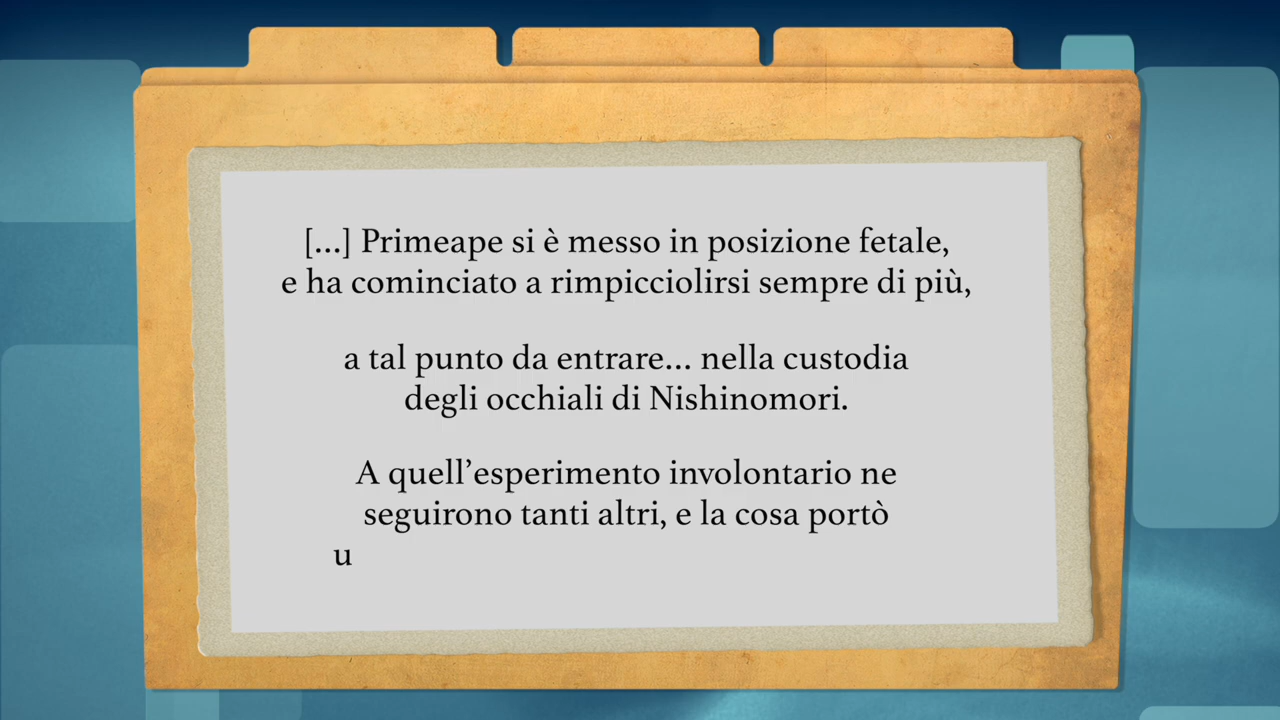 [...] Primeape si è messo in posizione fetale,
e ha cominciato a rimpicciolirsi sempre di più,
a tal punto da entrare... nella custodia
degli occhiali di Nishinomori.
A quell’esperimento involontario ne
seguirono tanti altri, e la cosa portò
u